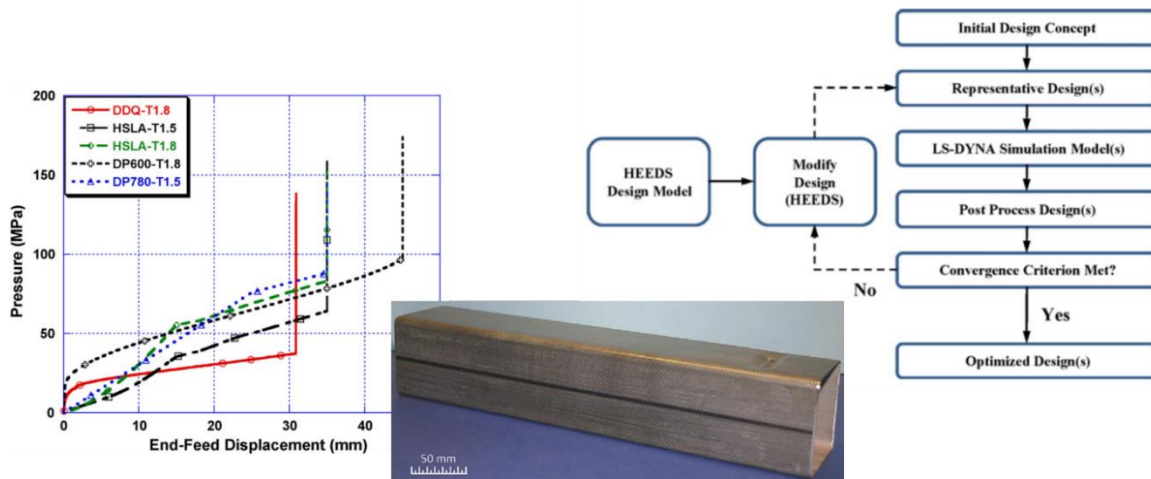 200
150
100
50
0
Pressure (MPa)
DDQ-T1.8
HSLA-T1.5
HSLA-T1.8
DP600-T1.8
DP780-T1.5
0 10 20 30 40
End-Feed Displacement (mm)
50 mm
HEEDS
Design Model
Modify
Design
(HEEDS)
Initial Design Concept
Representative Design(s)
LS-DYNA Simulation Model(s)
Post Process Design(s)
Convergence Criterion Met?
No
Yes
Optimized Design(s)